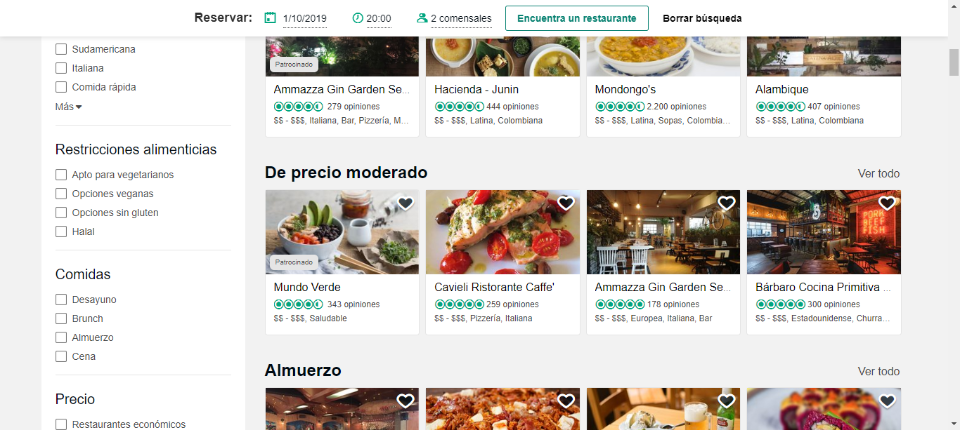 Reservar: 1/10/2019 20:00 2 comensales Encuentra un restaurante Borrar búsqueda
Sudamericana
Italiana
Comida rápida
Más
Restricciones alimenticias
Apto para vegetarianos
Opciones veganas
Opciones sin gluten
Halal
Comidas
Desayuno
Brunch
Almuerzo
Cena
Precio
Restaurantes económicos
Patrocinado
Ammazza Gin Garden Se...
279 opiniones
$$ - $$$, Italiana, Bar, Pizzería, M...
Hacienda - Junin
444 opiniones
$$ - $$$, Latina, Colombiana
Mondongo's
2.200 opiniones
$$ - $$$, Latina, Sopas, Colombia...
Alambique
407 opiniones
$$ - $$$, Latina, Colombiana
De precio moderado Ver todo
Patrocinado
Mundo Verde
343 opiniones
$$ - $$$, Saludable
Cavieli Ristorante Caffe'
259 opiniones
$$ - $$$, Pizzería, Italiana
Ammazza Gin Garden Se...
178 opiniones
$$ - $$$, Europea, Italiana, Bar
5
PORK
BEEF
FISH
Bárbaro Cocina Primitiva ...
300 opiniones
$$ - $$$, Estadounidense, Churra...
Almuerzo Ver todo